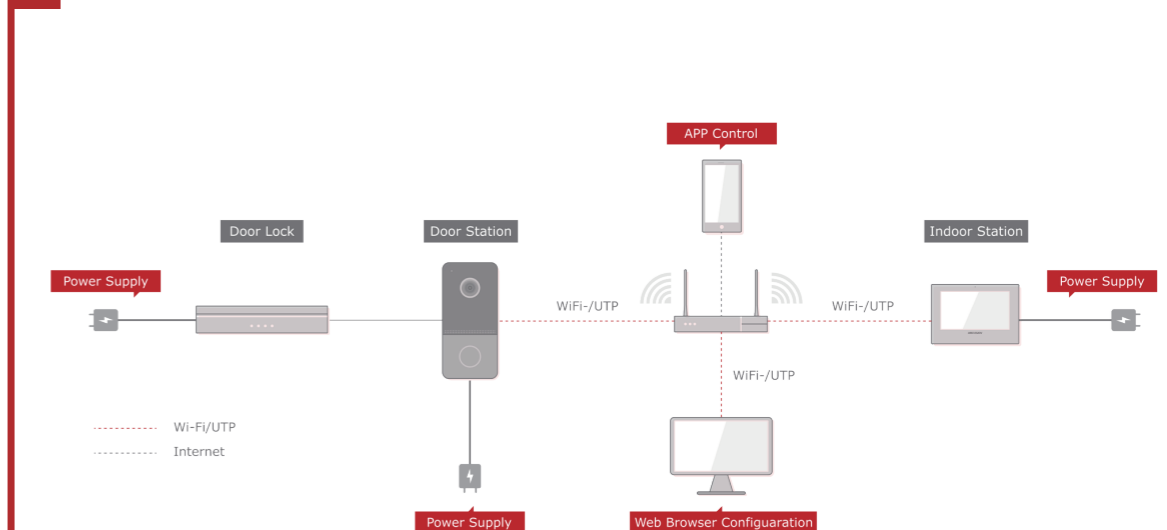 APP Control
Door Lock
Door Station
Indoor Station
Power Supply
Power Supply
WiFi-/UTP
WiFi-/UTP
WiFi-/UTP
Wi-Fi/UTP
Internet
Power Supply
Web Browser Configuaration